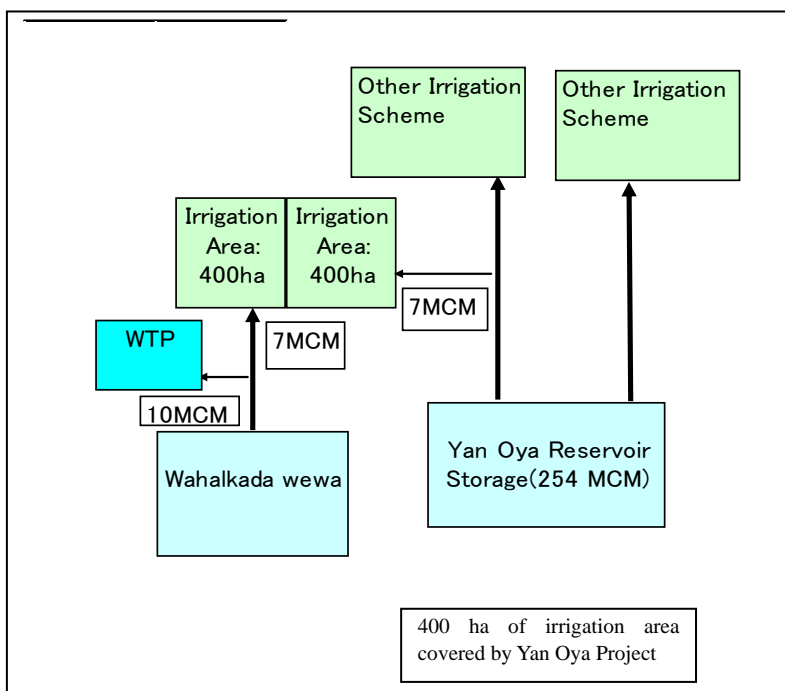 Other Irrigation
Scheme
Other Irrigation
Scheme
Irrigation
Area:
400ha
Irrigation
Area:
400ha
7MCM
7MCM
WTP
10MCM
Wahalkada wewa
Yan Oya Reservoir
Storage(254 MCM)
400 ha of irrigation area
covered by Yan Oya Project